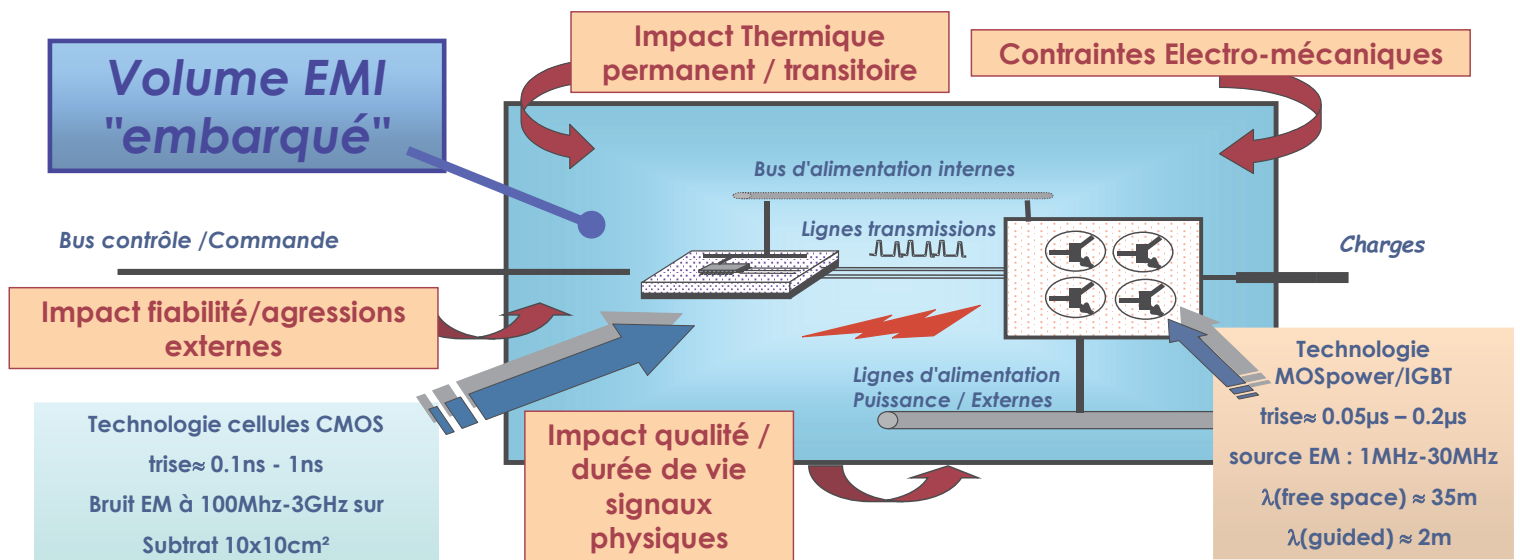 Impact Thermique
permanent / transitoire
Contraintes Electro-mécaniques
Volume EMI
"embarqué"
Bus d'alimentation internes
Lignes transmissions
Bus contrôle /Commande
Charges
Impact fiabilité/agressions
externes
Lignes d'alimentation
Puissance / Externes
Technologie
MOSpower/IGBT
trise≈ 0.05µs – 0.2µs
source EM : 1MHz-30MHz
λ(free space) ≈ 35m
λ(guided) ≈ 2m
Technologie cellules CMOS
trise≈ 0.1ns - 1ns
Bruit EM à 100Mhz-3GHz sur
Subtrat 10x10cm²
Impact qualité /
durée de vie
signaux
physiques